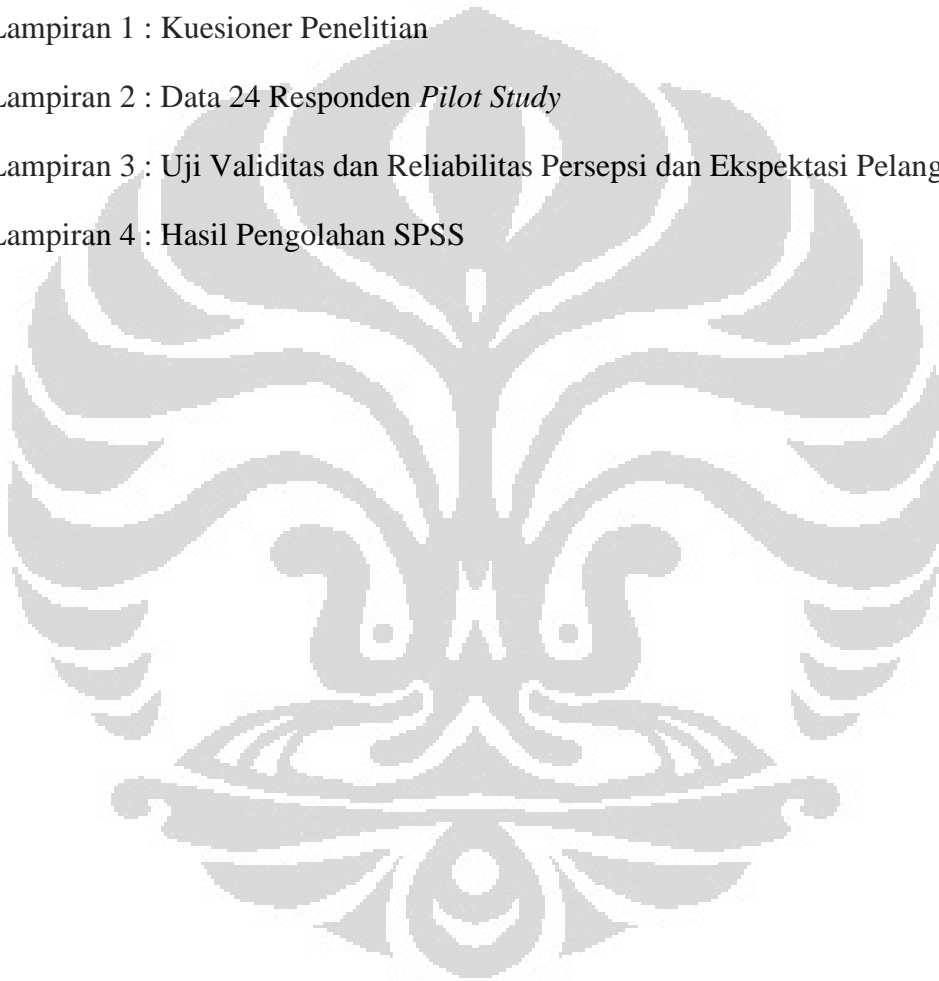 Lampiran 1 : Kuesioner Penelitian
Lampiran 2 : Data 24 Responden Pilot Study
Lampiran 3 : Uji Validitas dan Reliabilitas Persepsi dan Ekspektasi Pelang
Lampiran 4 : Hasil Pengolahan SPSS